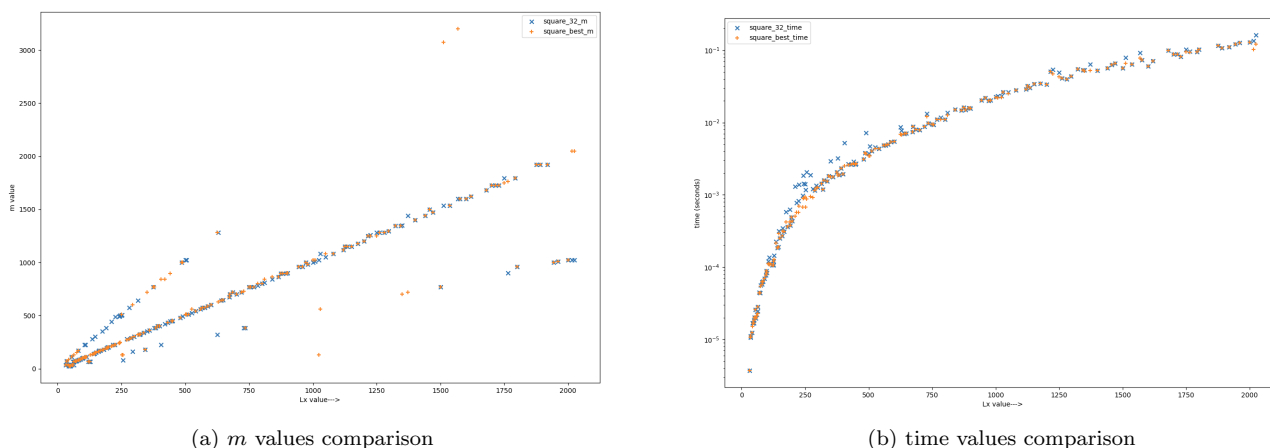 square_32_m
square_best_m
3000
2500
2000
1500
1000
500
0
m value
0 250 500 750 1000 1250 1500 1750 2000
Lx value--->
(a) m values comparison
square_32_time
square_best_time
10⁻¹
10⁻²
10⁻³
10⁻⁴
10⁻⁵
time (seconds)
0 250 500 750 1000 1250 1500 1750 2000
Lx value--->
(b) time values comparison